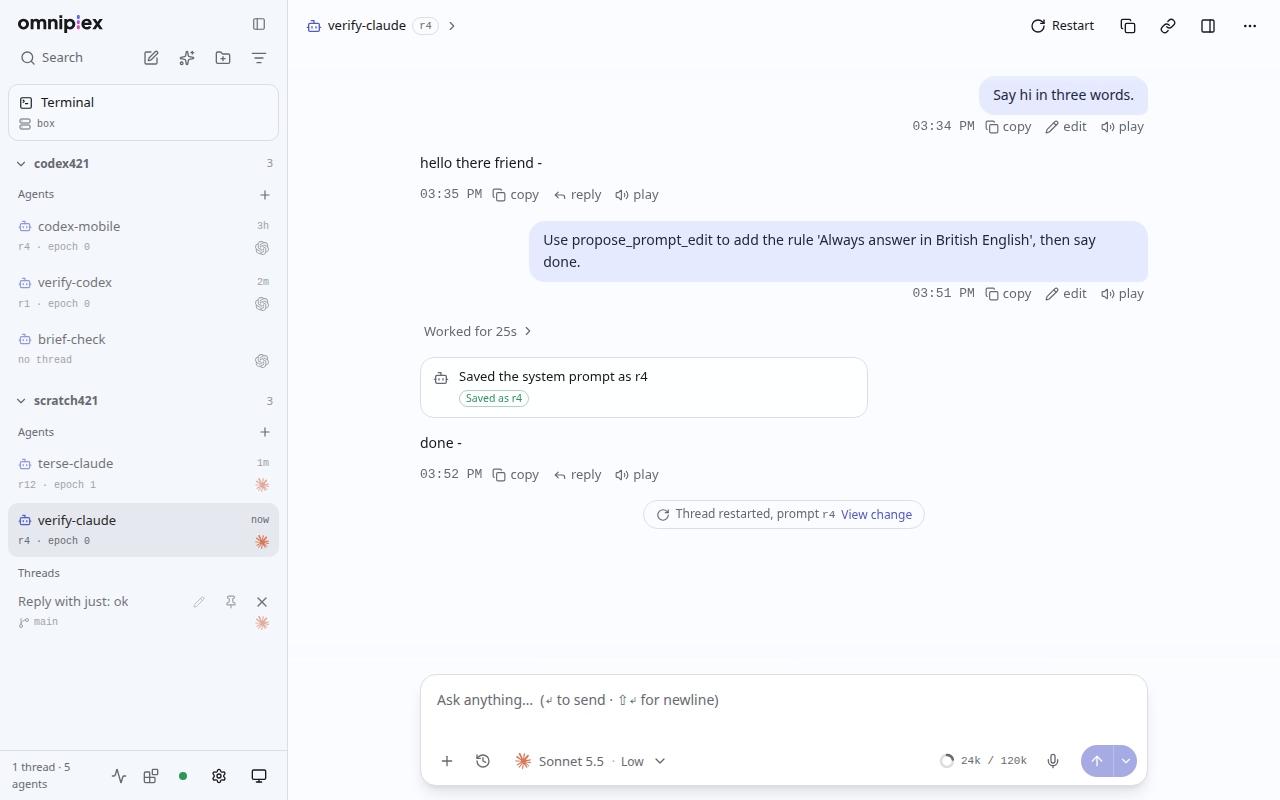 omniplex
Search
Terminal
box
codex421
3
Agents
codex-mobile
3h
r4 · epoch 0
verify-codex
2m
r1 · epoch 0
brief-check
no thread
scratch421
3
Agents
terse-claude
1m
r12 · epoch 1
verify-claude
now
r4 · epoch 0
Threads
Reply with just: ok
main
1 thread · 5
agents
verify-claude
r4
Restart
Say hi in three words.
03:34 PM copy edit play
hello there friend -
03:35 PM copy reply play
Use propose_prompt_edit to add the rule 'Always answer in British English', then say
done.
03:51 PM copy edit play
Worked for 25s
Saved the system prompt as r4
Saved as r4
done -
03:52 PM copy reply play
Thread restarted, prompt r4 View change
Ask anything… (↵ to send · ⇧↵ for newline)
Sonnet 5.5 · Low
24k / 120k